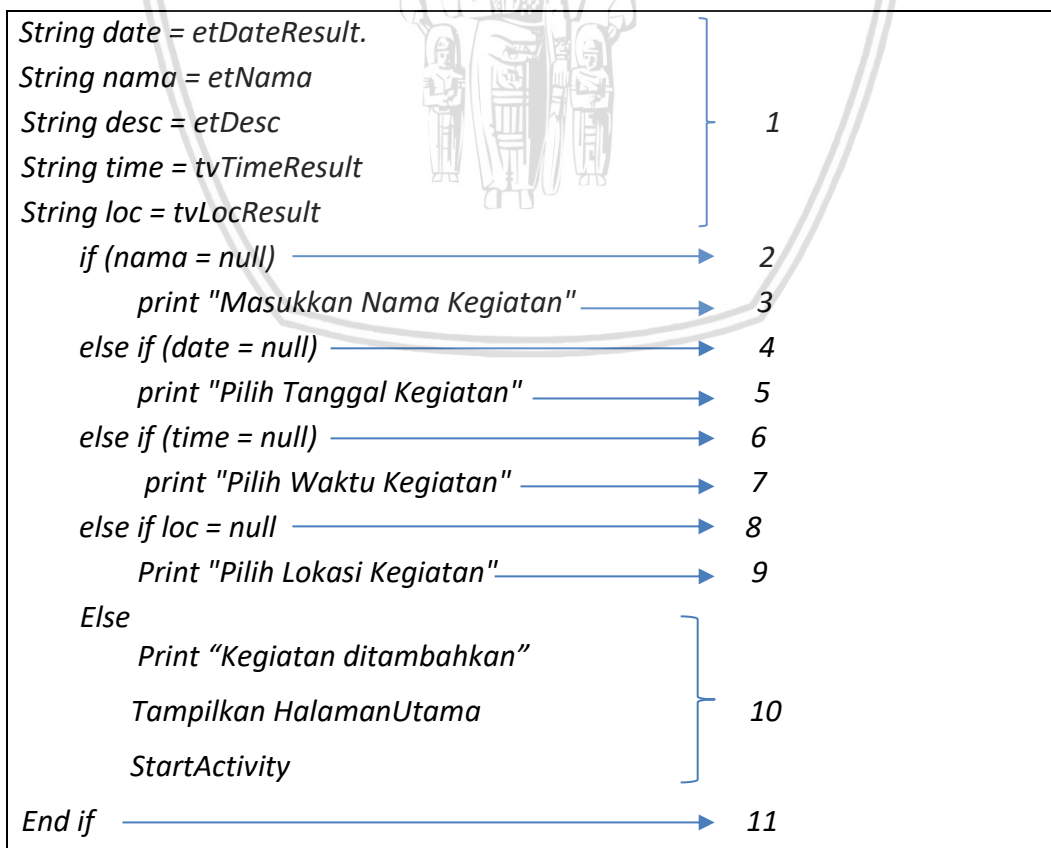 String date = etDateResult.
String nama = etNama
String desc = etDesc
1
String time = tvTimeResult
String loc = tvLocResult
if (nama = null) 2
print "Masukkan Nama Kegiatan" 3
else if (date = null) 4
print "Pilih Tanggal Kegiatan" 5
else if (time = null) 6
print "Pilih Waktu Kegiatan" 7
else if loc = null 8
Print "Pilih Lokasi Kegiatan" 9
Else
Print “Kegiatan ditambahkan”
Tampilkan HalamanUtama 10
StartActivity
End if 11